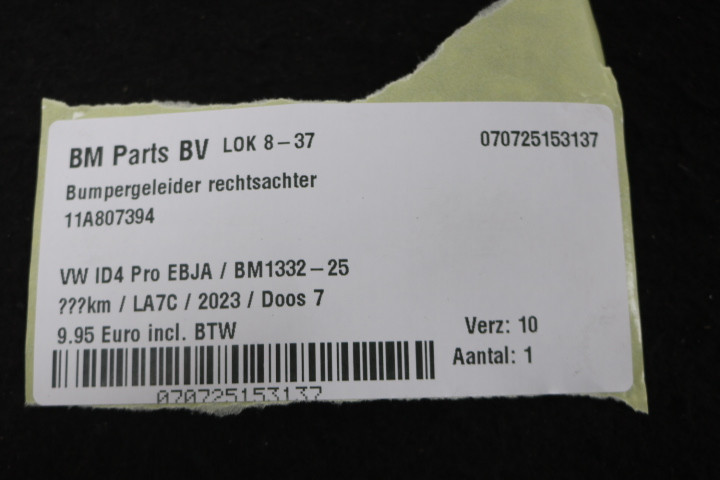 BM Parts BV LOK 8-37 070725153137
Bumpergeleider rechtsachter
11A807394
VW ID4 Pro EBJA / BM1332-25
???km / LA7C / 2023 / Doos 7
9.95 Euro incl. BTW Verz: 10
Aantal: 1
070725153137